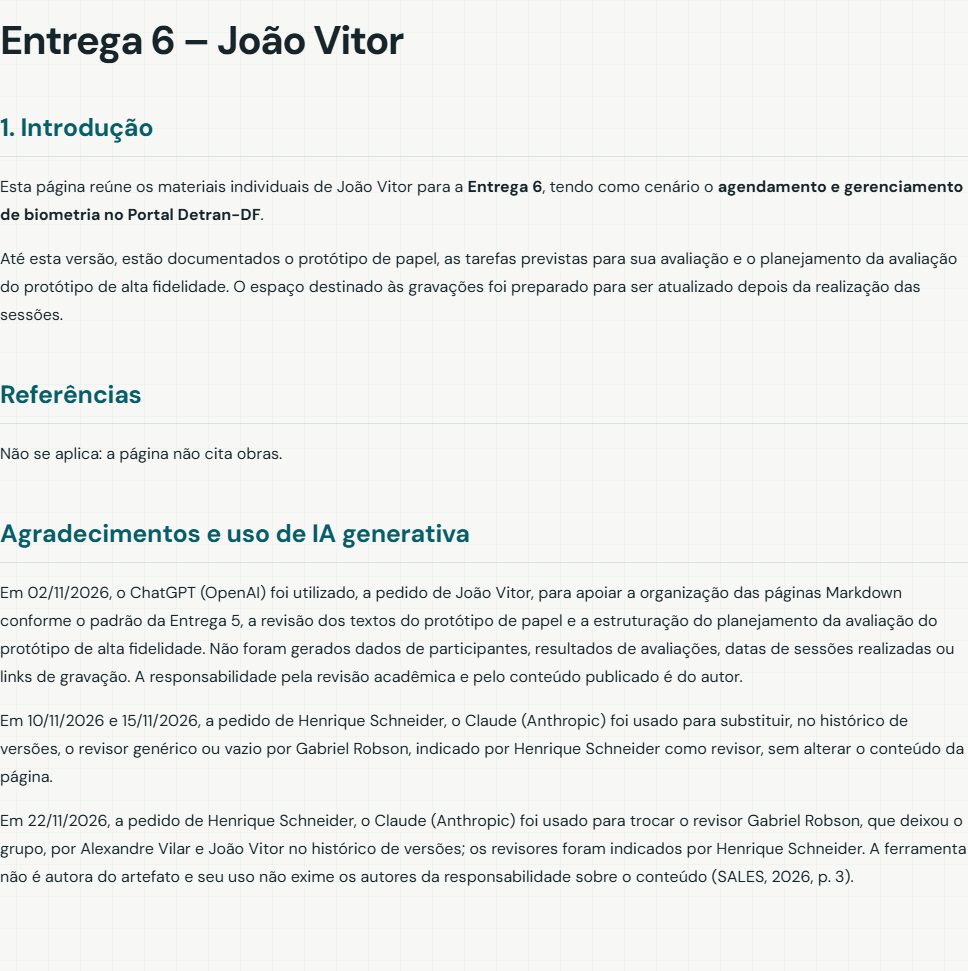 Entrega 6 – João Vitor
1. Introdução
Esta página reúne os materiais individuais de João Vitor para a Entrega 6, tendo como cenário o agendamento e gerenciamento
de biometria no Portal Detran-DF.
Até esta versão, estão documentados o protótipo de papel, as tarefas previstas para sua avaliação e o planejamento da avaliação
do protótipo de alta fidelidade. O espaço destinado às gravações foi preparado para ser atualizado depois da realização das
sessões.
Referências
Não se aplica: a página não cita obras.
Agradecimentos e uso de IA generativa
Em 02/11/2026, o ChatGPT (OpenAI) foi utilizado, a pedido de João Vitor, para apoiar a organização das páginas Markdown
conforme o padrão da Entrega 5, a revisão dos textos do protótipo de papel e a estruturação do planejamento da avaliação do
protótipo de alta fidelidade. Não foram gerados dados de participantes, resultados de avaliações, datas de sessões realizadas ou
links de gravação. A responsabilidade pela revisão acadêmica e pelo conteúdo publicado é do autor.
Em 10/11/2026 e 15/11/2026, a pedido de Henrique Schneider, o Claude (Anthropic) foi usado para substituir, no histórico de
versões, o revisor genérico ou vazio por Gabriel Robson, indicado por Henrique Schneider como revisor, sem alterar o conteúdo da
página.
Em 22/11/2026, a pedido de Henrique Schneider, o Claude (Anthropic) foi usado para trocar o revisor Gabriel Robson, que deixou o
grupo, por Alexandre Vilar e João Vitor no histórico de versões; os revisores foram indicados por Henrique Schneider. A ferramenta
não é autora do artefato e seu uso não exime os autores da responsabilidade sobre o conteúdo (SALES, 2026, p. 3).